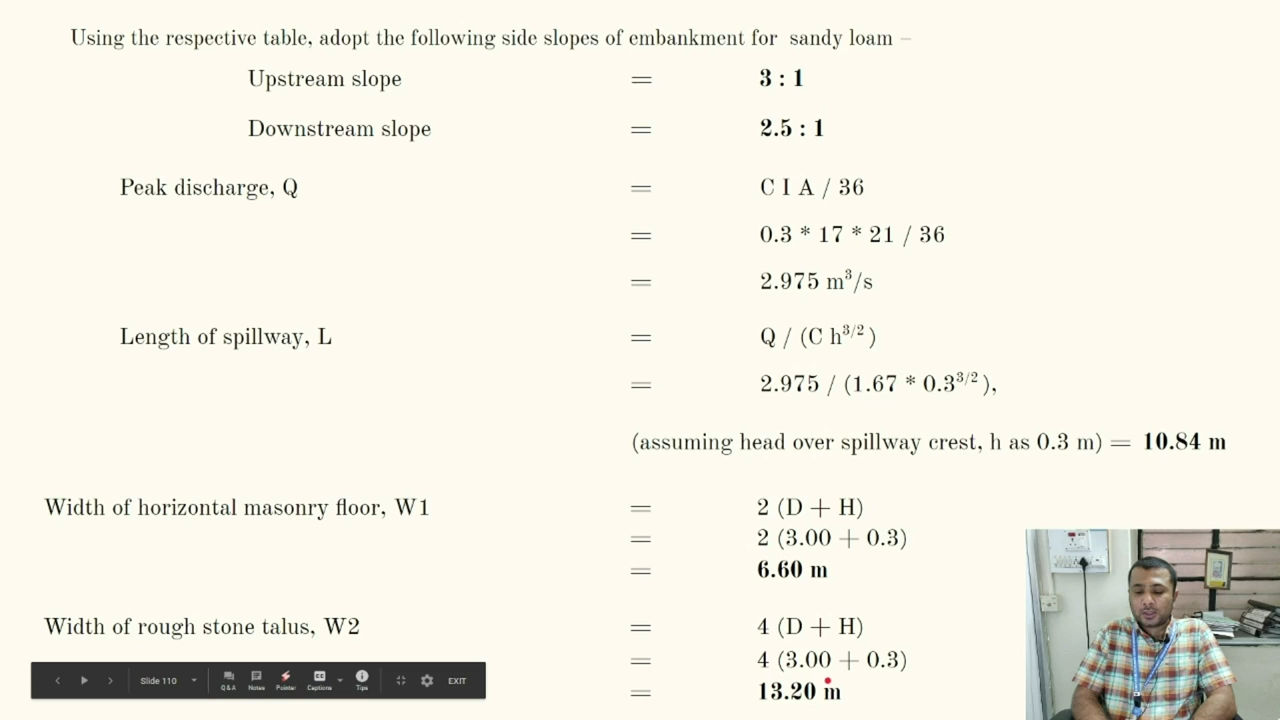 Using the respective table, adopt the following side slopes of embankment for sandy loam –
Upstream slope = 3 : 1
Downstream slope = 2.5 : 1
Peak discharge, Q = C I A / 36
= 0.3 * 17 * 21 / 36
= 2.975 m³/s
Length of spillway, L = Q / (C h³/²)
= 2.975 / (1.67 * 0.3³/²),
(assuming head over spillway crest, h as 0.3 m) = 10.84 m
Width of horizontal masonry floor, W1 = 2 (D + H)
= 2 (3.00 + 0.3)
= 6.60 m
Width of rough stone talus, W2 = 4 (D + H)
= 4 (3.00 + 0.3)
= 13.20 m
Slide 110 Q&A Notes Pointer Captions Tips EXIT